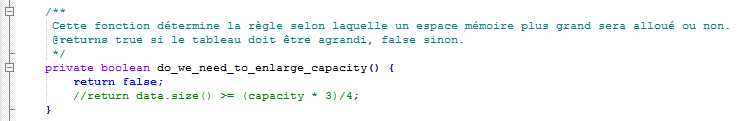 /**
Cette fonction détermine la règle selon laquelle un espace mémoire plus grand sera alloué ou non.
@returns true si le tableau doit être agrandi, false sinon.
*/
private boolean do_we_need_to_enlarge_capacity() {
return false;
//return data.size() >= (capacity * 3)/4;
}